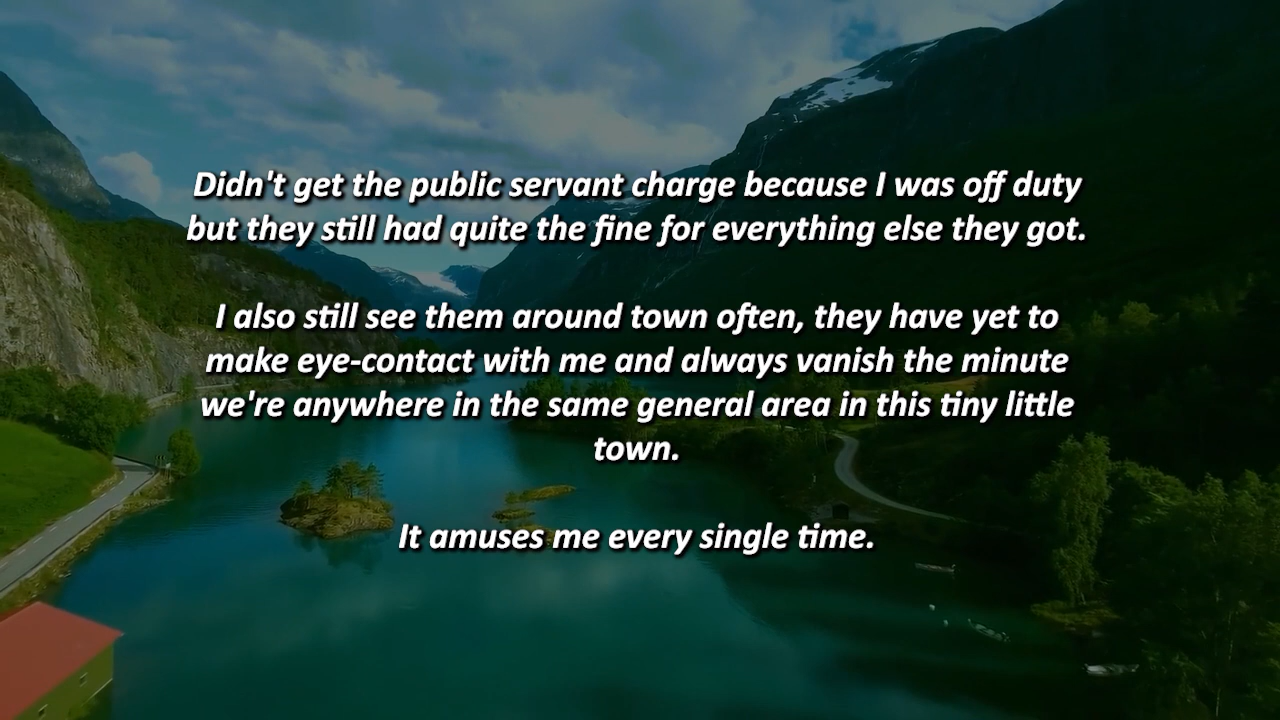 Didn't get the public servant charge because I was off duty
but they still had quite the fine for everything else they got.
I also still see them around town often, they have yet to
make eye-contact with me and always vanish the minute
we're anywhere in the same general area in this tiny little
town.
It amuses me every single time.